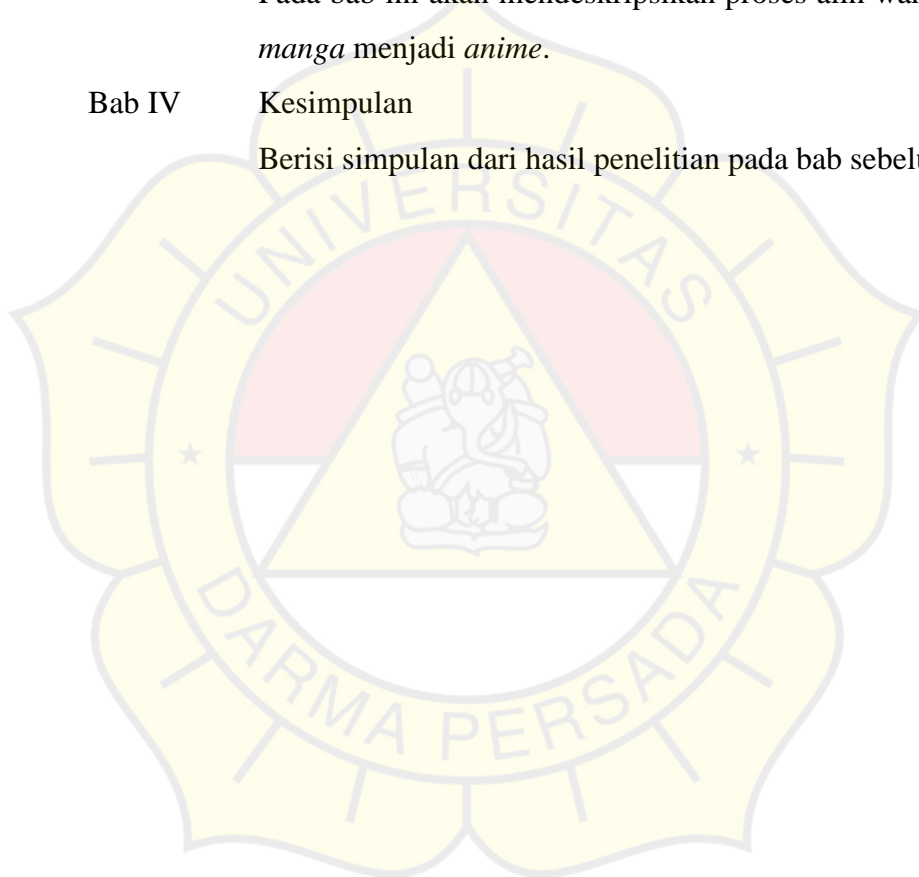 Pada bab ini akan mendeskripsikan proses alih
manga menjadi anime.
Bab IV Kesimpulan
Berisi simpulan dari hasil penelitian pada bab
UNIVERSITAS
DARMA PERSADA